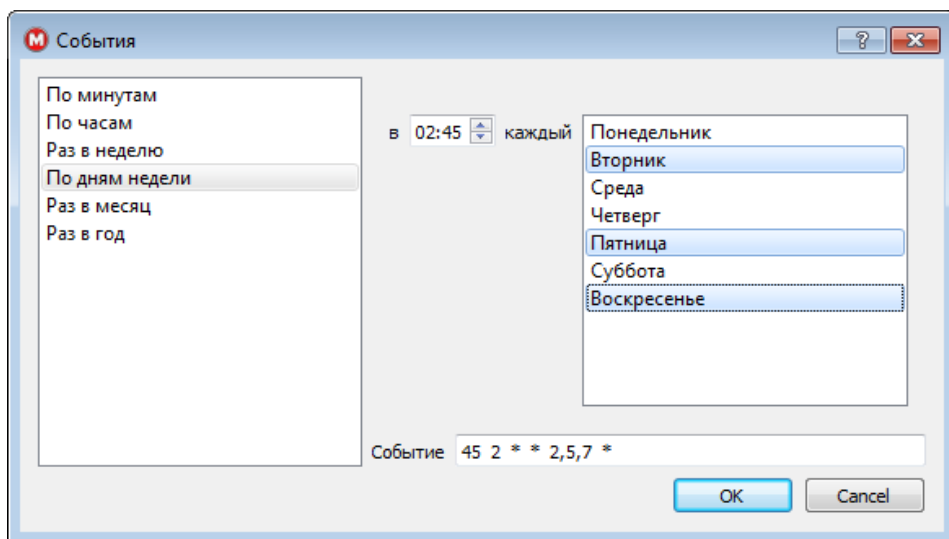 События
По минутам
По часам
Раз в неделю
По дням недели
Раз в месяц
Раз в год
в 02:45 каждый
Понедельник
Вторник
Среда
Четверг
Пятница
Суббота
Воскресенье
Событие 45 2 * * 2,5,7 *
OK Cancel